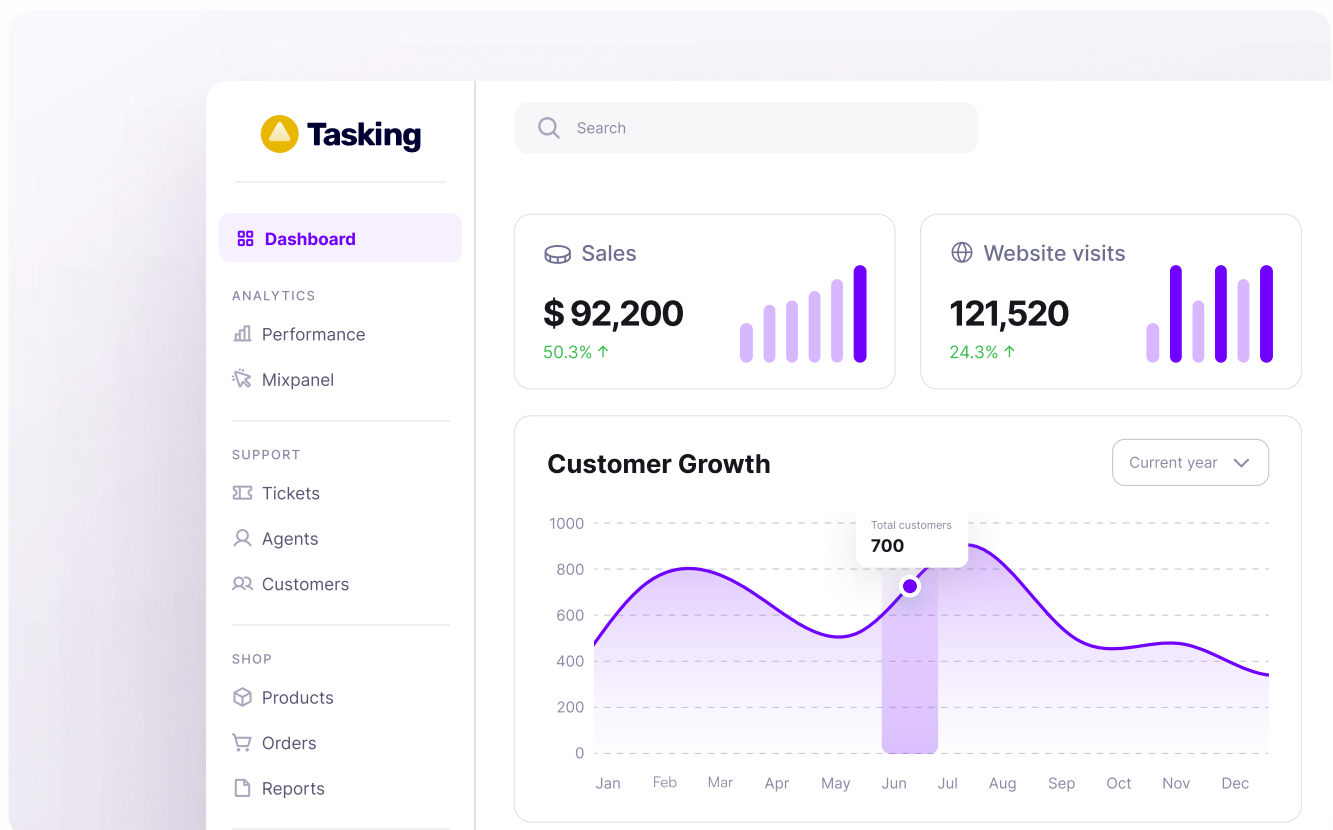 Tasking
Dashboard
ANALYTICS
Performance
Mixpanel
SUPPORT
Tickets
Agents
Customers
SHOP
Products
Orders
Reports
Search
Sales
$ 92,200
50.3% ↑
Website visits
121,520
24.3% ↑
Customer Growth
Current year
Total customers
700
1000
800
600
400
200
0
Jan Feb Mar Apr May Jun Jul Aug Sep Oct Nov Dec